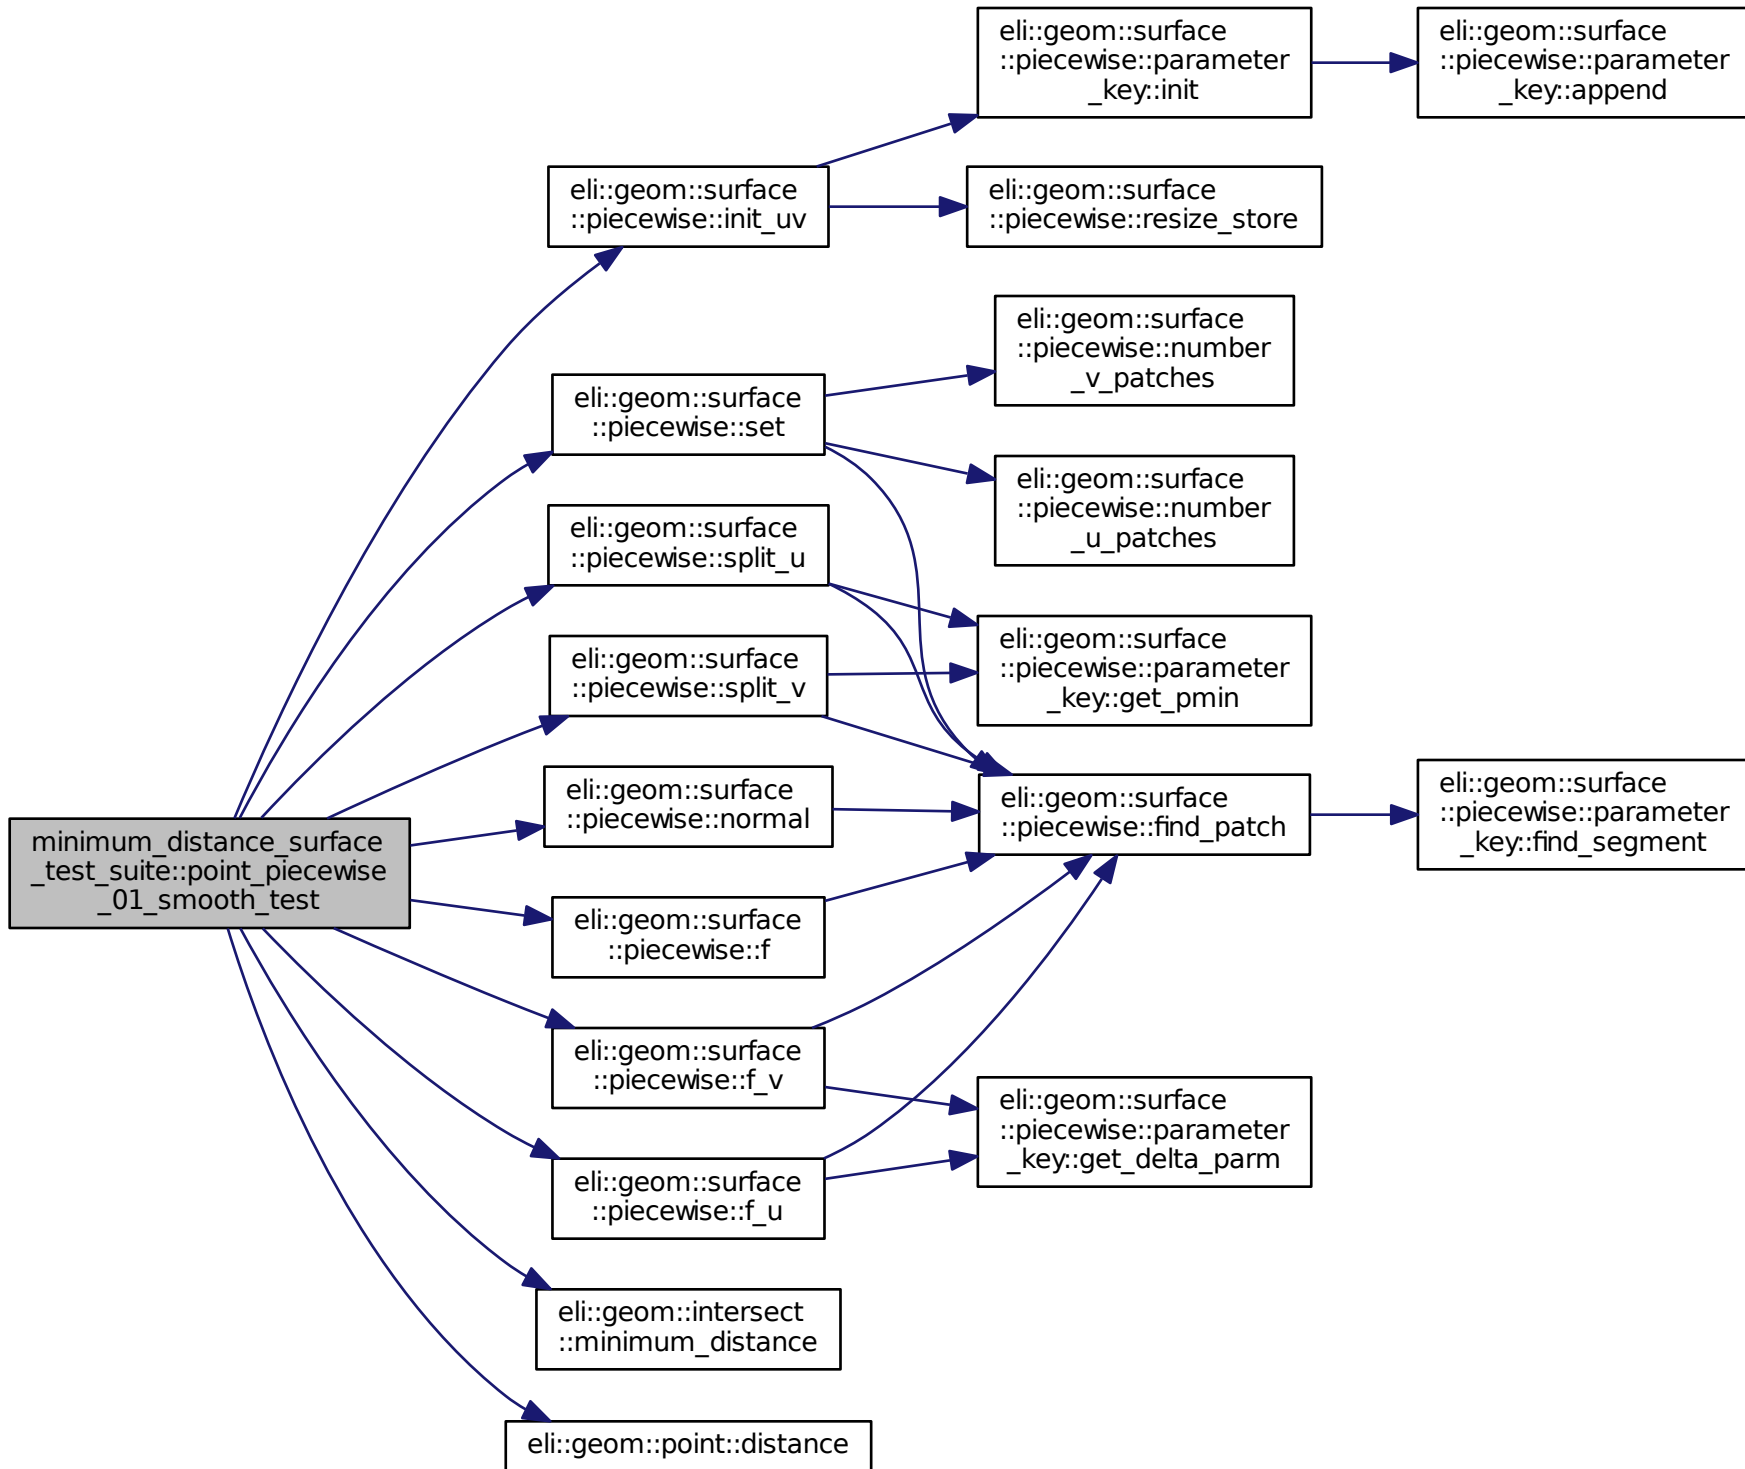 minimum_distance_surface
_test_suite::point_piecewise
_01_smooth_test
eli::geom::surface
::piecewise::init_uv
eli::geom::surface
::piecewise::set
eli::geom::surface
::piecewise::split_u
eli::geom::surface
::piecewise::split_v
eli::geom::surface
::piecewise::normal
eli::geom::surface
::piecewise::f
eli::geom::surface
::piecewise::f_v
eli::geom::surface
::piecewise::f_u
eli::geom::intersect
::minimum_distance
eli::geom::point::distance
eli::geom::surface
::piecewise::parameter
_key::init
eli::geom::surface
::piecewise::resize_store
eli::geom::surface
::piecewise::number
_v_patches
eli::geom::surface
::piecewise::number
_u_patches
eli::geom::surface
::piecewise::parameter
_key::get_pmin
eli::geom::surface
::piecewise::find_patch
eli::geom::surface
::piecewise::parameter
_key::get_delta_parm
eli::geom::surface
::piecewise::parameter
_key::append
eli::geom::surface
::piecewise::parameter
_key::find_segment